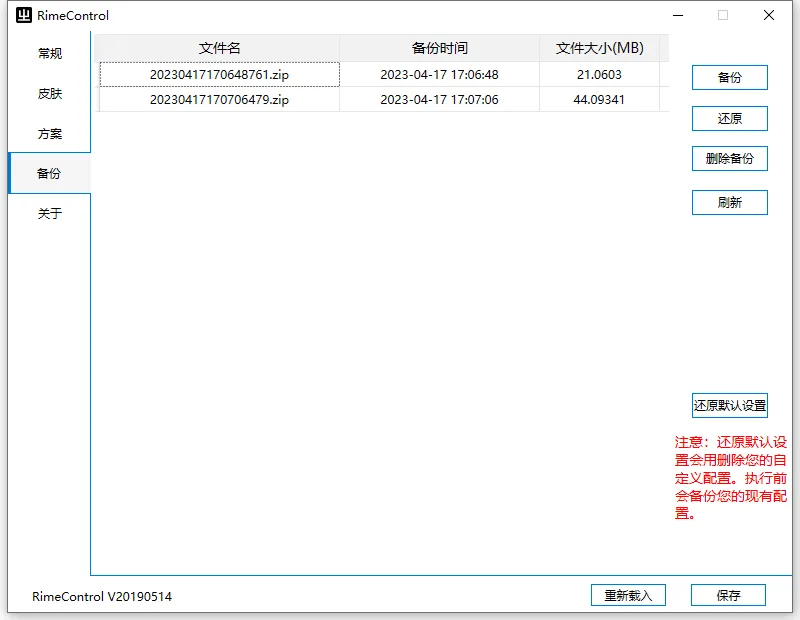 RimeControl
常规
皮肤
方案
备份
关于
文件名 备份时间 文件大小(MB)
20230417170648761.zip 2023-04-17 17:06:48 21.0603
20230417170706479.zip 2023-04-17 17:07:06 44.09341
备份
还原
删除备份
刷新
还原默认设置
注意：还原默认设
置会用删除您的自
定义配置。执行前
会备份您的现有配
置。
RimeControl V20190514
重新载入
保存